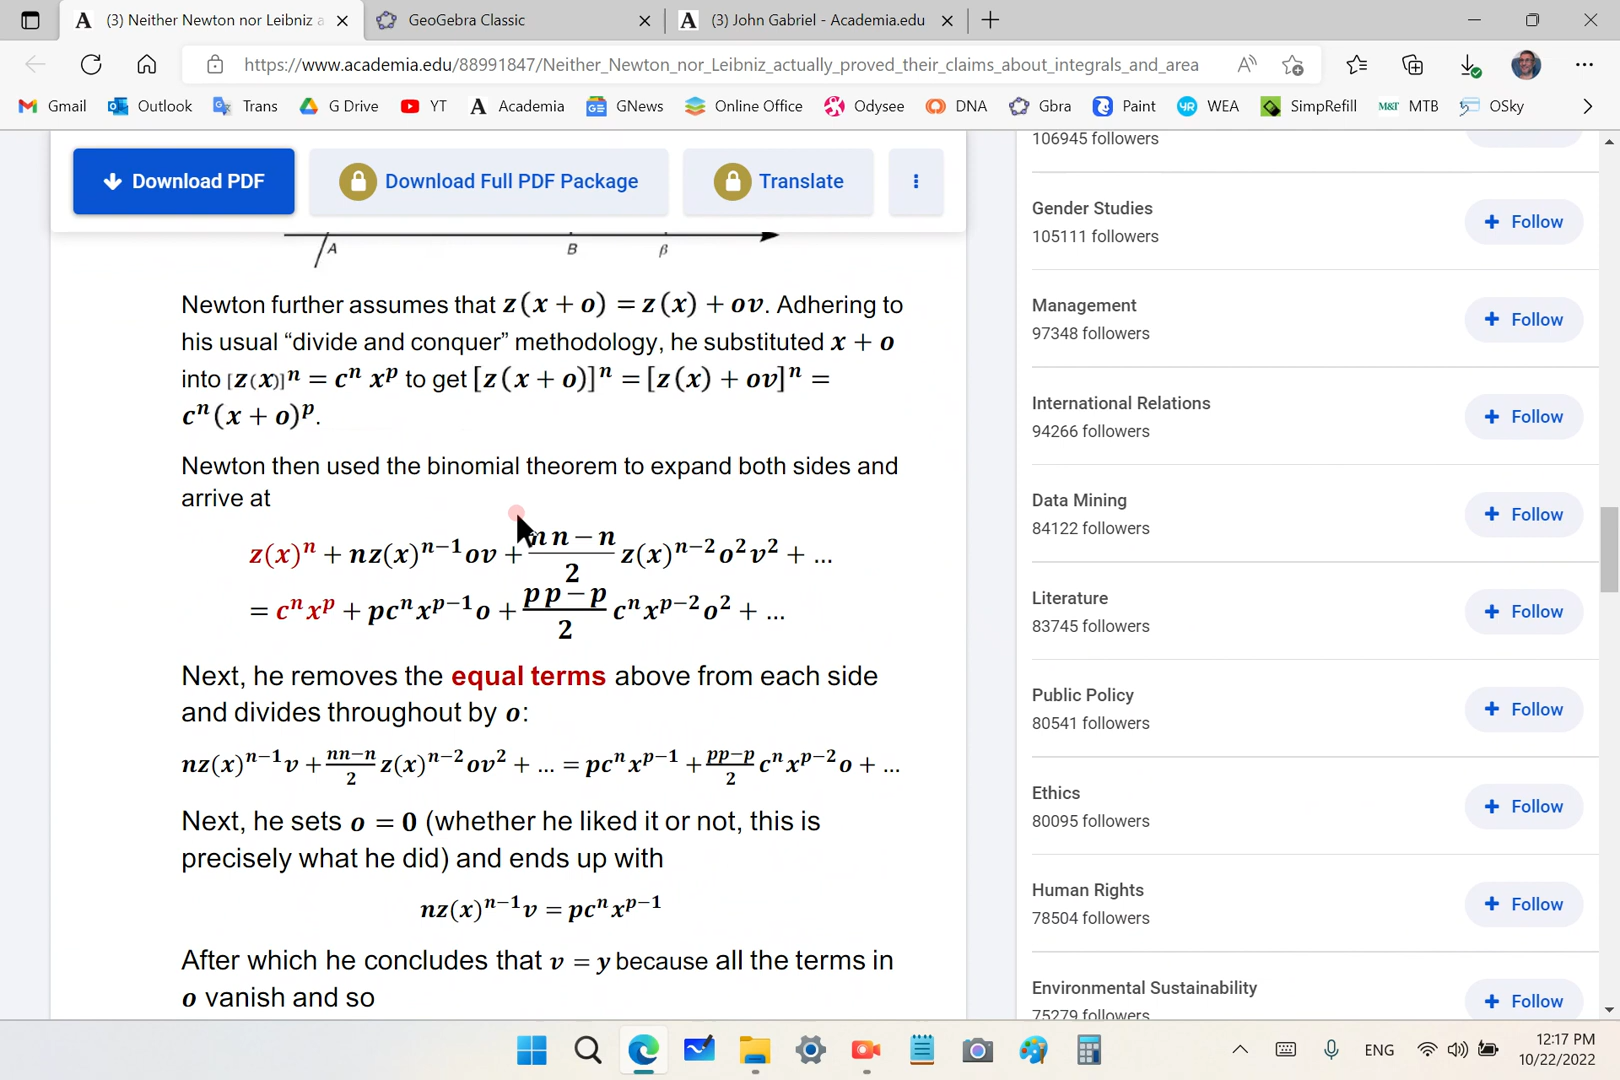 (3) Neither Newton nor Leibniz a
GeoGebra Classic
(3) John Gabriel - Academia.edu
https://www.academia.edu/88991847/Neither_Newton_nor_Leibniz_actually_proved_their_claims_about_integrals_and_area
Gmail Outlook Trans G Drive YT Academia GNews Online Office Odysee DNA Gbra Paint WEA SimpRefill M&T MTB OSky
Download PDF
Download Full PDF Package
Translate
A B β
Newton further assumes that z(x + o) = z(x) + ov. Adhering to
his usual “divide and conquer” methodology, he substituted x + o
into [z(x)]ⁿ = cⁿ xᵖ to get [z(x + o)]ⁿ = [z(x) + ov]ⁿ =
cⁿ(x + o)ᵖ.
Newton then used the binomial theorem to expand both sides and
arrive at
z(x)ⁿ + nz(x)ⁿ⁻¹ov + (nn−n)/2 z(x)ⁿ⁻²o²v² + ...
= cⁿxᵖ + pcⁿxᵖ⁻¹o + (pp−p)/2 cⁿxᵖ⁻²o² + ...
Next, he removes the equal terms above from each side
and divides throughout by o:
nz(x)ⁿ⁻¹v + (nn−n)/2 z(x)ⁿ⁻²ov² + ... = pcⁿxᵖ⁻¹ + (pp−p)/2 cⁿxᵖ⁻²o + ...
Next, he sets o = 0 (whether he liked it or not, this is
precisely what he did) and ends up with
nz(x)ⁿ⁻¹v = pcⁿxᵖ⁻¹
After which he concludes that v = y because all the terms in
o vanish and so
106945 followers
Gender Studies
105111 followers
+ Follow
Management
97348 followers
+ Follow
International Relations
94266 followers
+ Follow
Data Mining
84122 followers
+ Follow
Literature
83745 followers
+ Follow
Public Policy
80541 followers
+ Follow
Ethics
80095 followers
+ Follow
Human Rights
78504 followers
+ Follow
Environmental Sustainability
75279 followers
+ Follow
ENG
12:17 PM
10/22/2022